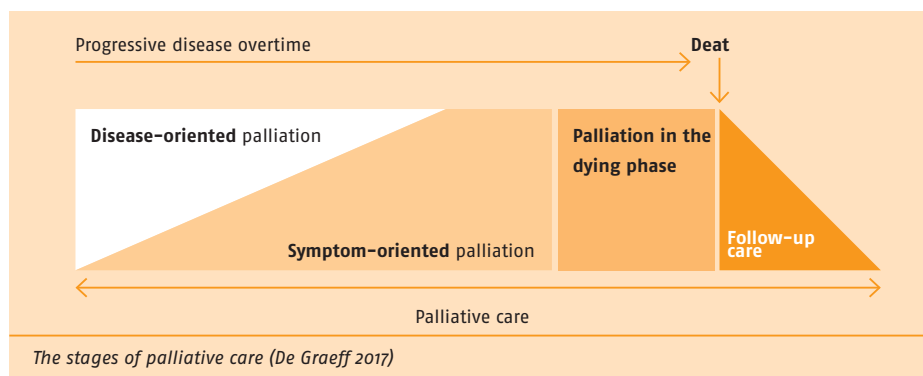 Progressive disease overtime
Deat
Disease-oriented palliation
Palliation in the
dying phase
Symptom-oriented palliation
Follow-up
care
Palliative care
The stages of palliative care (De Graeff 2017)